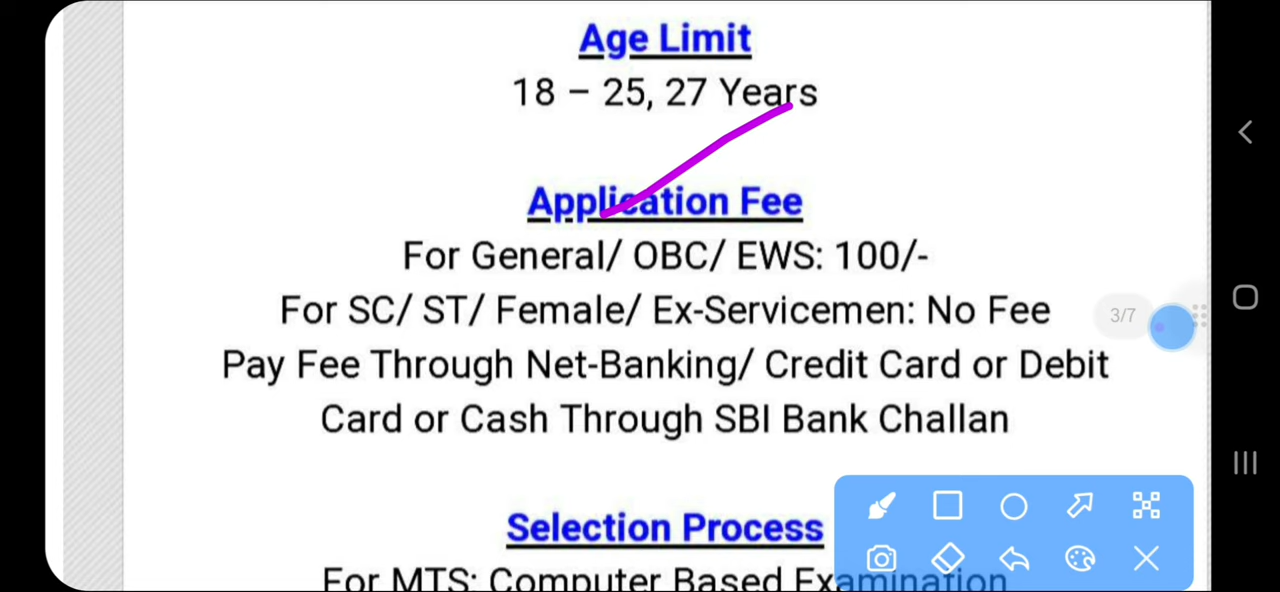 Age Limit
18 – 25, 27 Years
Application Fee
For General/ OBC/ EWS: 100/-
For SC/ ST/ Female/ Ex-Servicemen: No Fee
3/7
Pay Fee Through Net-Banking/ Credit Card or Debit
Card or Cash Through SBI Bank Challan
Selection Process
For MTS: Computer Based Examination